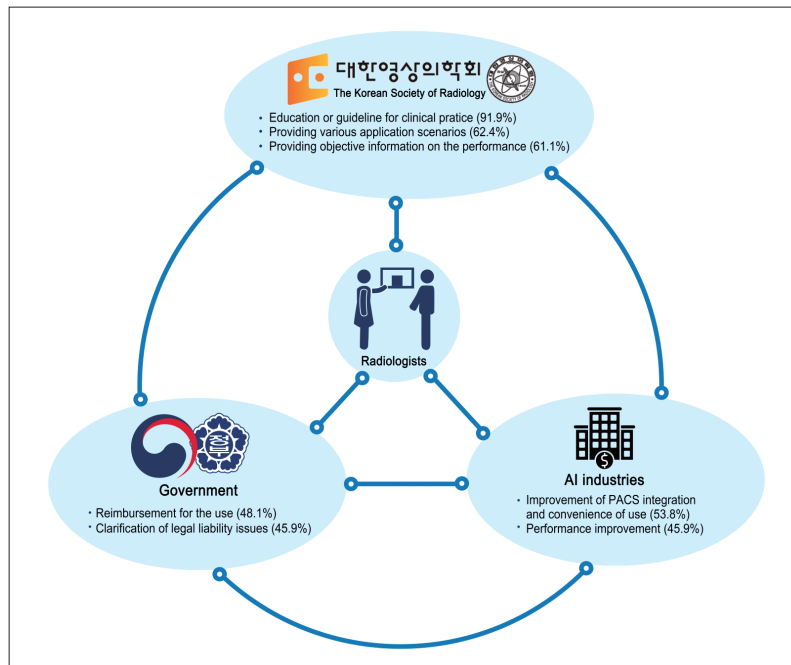 대한영상의학회
The Korean Society of Radiology
• Education or guideline for clinical pratice (91.9%)
• Providing various application scenarios (62.4%)
• Providing objective information on the performance (61.1%)
Radiologists
Government
• Reimbursement for the use (48.1%)
• Clarification of legal liability issues (45.9%)
AI industries
• Improvement of PACS integration
and convenience of use (53.8%)
• Performance improvement (45.9%)
$